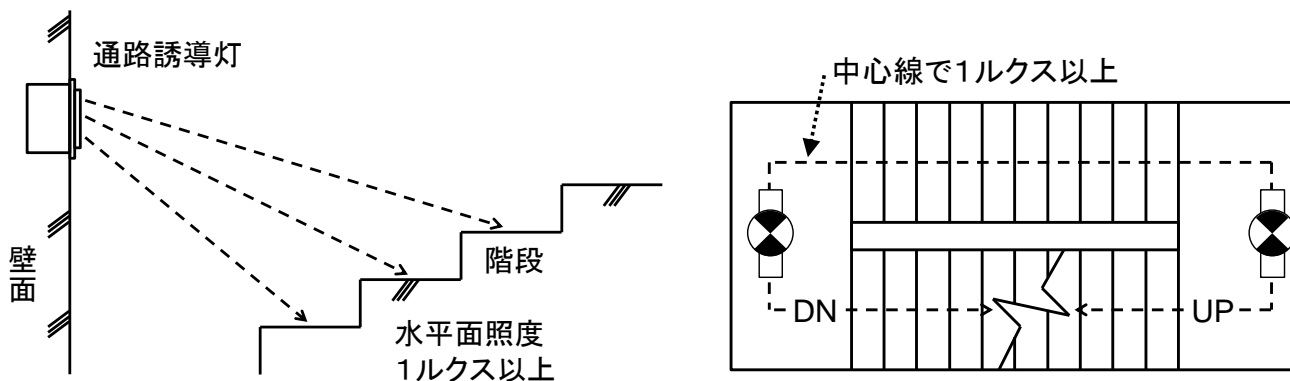 通路誘導灯
壁面
階段
水平面照度
1ルクス以上
中心線で1ルクス以上
DN
UP